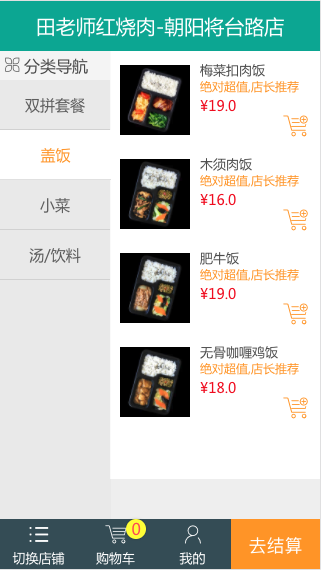 田老师红烧肉-朝阳将台路店
分类导航
双拼套餐
盖饭
小菜
汤/饮料
梅菜扣肉饭
绝对超值,店长推荐
¥19.0
木须肉饭
绝对超值,店长推荐
¥16.0
肥牛饭
绝对超值,店长推荐
¥19.0
无骨咖喱鸡饭
绝对超值,店长推荐
¥18.0
切换店铺
0
购物车
我的
去结算